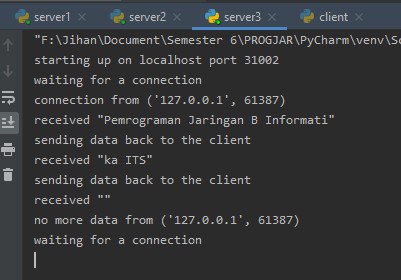 server1 server2 server3 client
"F:\Jihan\Document\Semester 6\PROGJAR\PyCharm\venv\Sc
starting up on localhost port 31002
waiting for a connection
connection from ('127.0.0.1', 61387)
received "Pemrograman Jaringan B Informati"
sending data back to the client
received "ka ITS"
sending data back to the client
received ""
no more data from ('127.0.0.1', 61387)
waiting for a connection